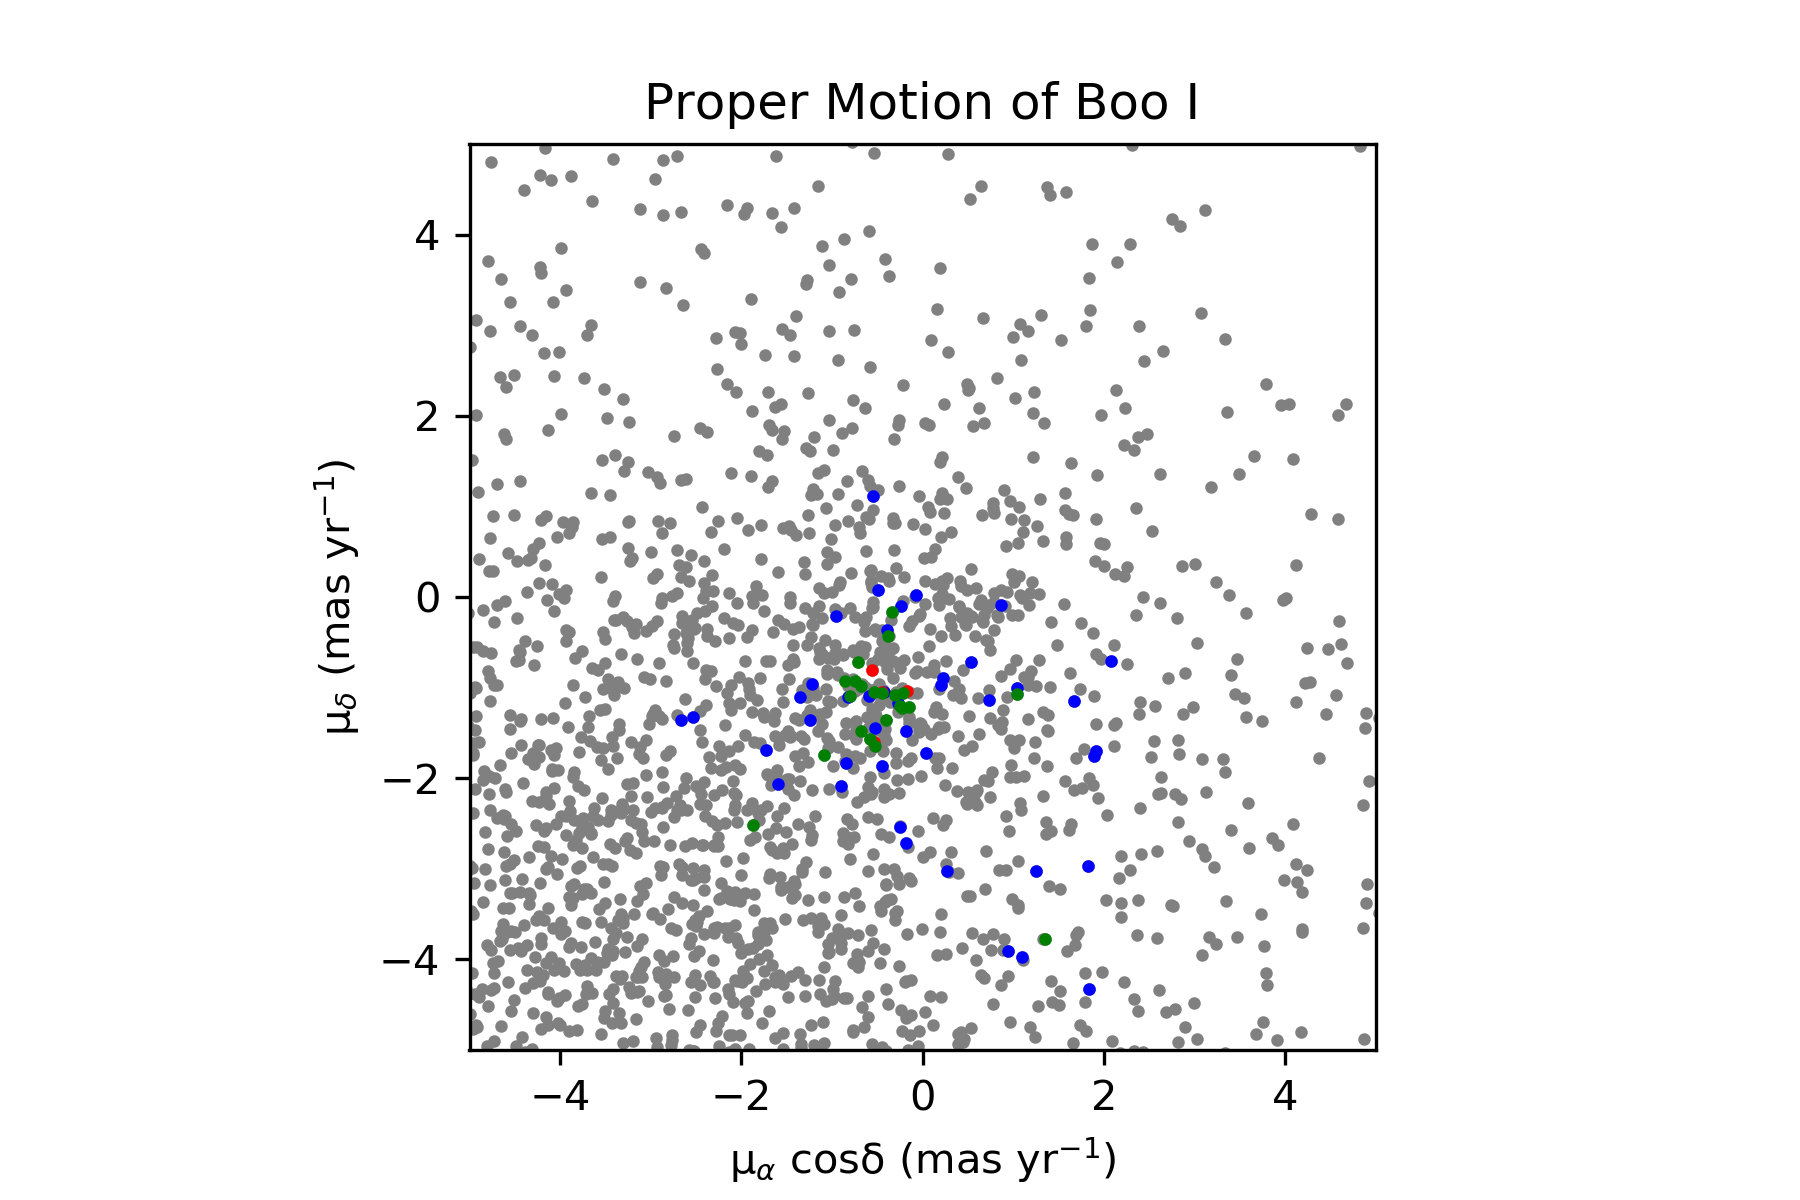 Proper Motion of Boo I
4
2
0
−2
−4
μδ (mas yr⁻¹)
−4 −2 0 2 4
μα cosδ (mas yr⁻¹)